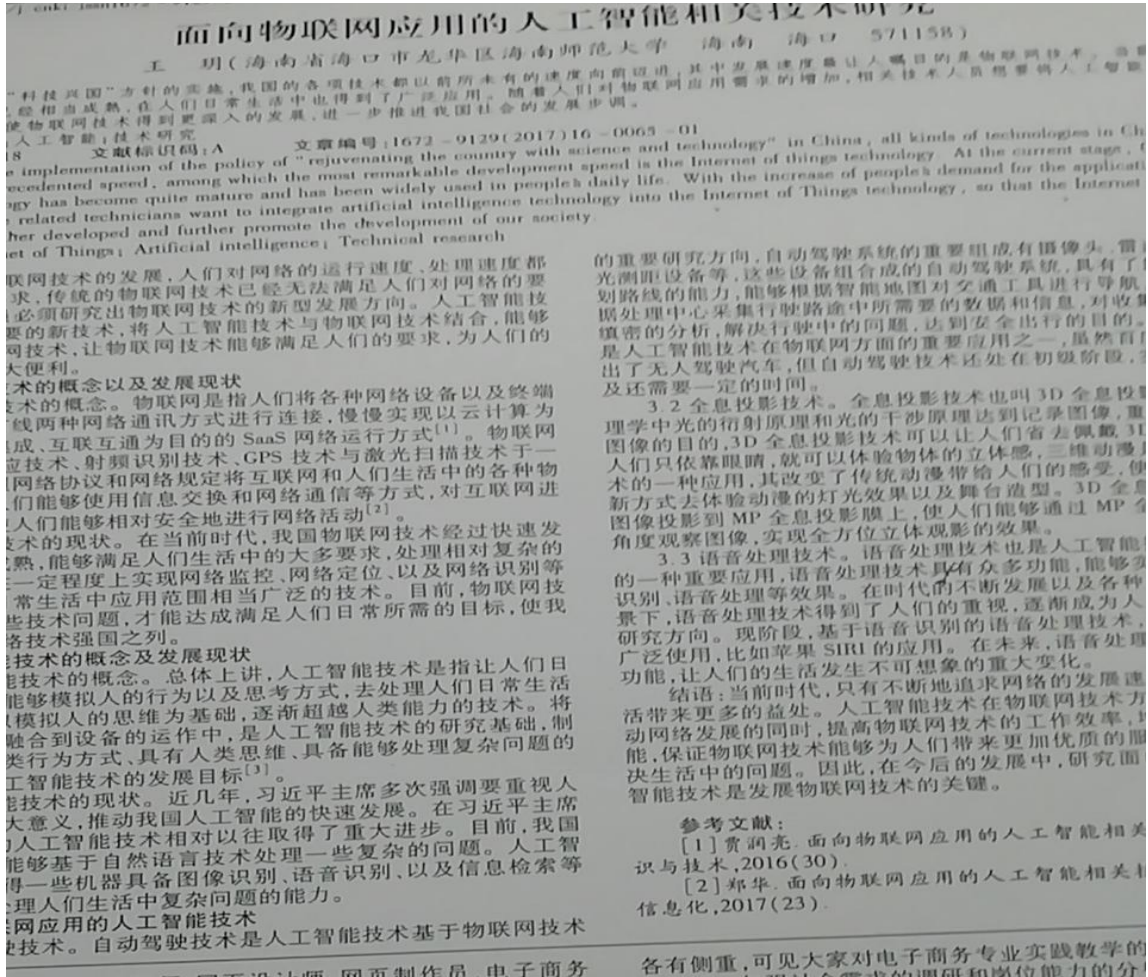 面向物联网应用的人工智能相关技术研究
王 玥(海南省海口市龙华区海南师范大学 海南 海口 571158)
“科技兴国”方针的实施,我国的各项技术都以前所未有的速度向前迈进,其中发展速度最让人瞩目的是物联网技术。
经相当成熟,在人们日常生活中也得到了广泛应用。随着人们对物联网应用需求的增加,相关技术人员想要将人工智能
使物联网技术得到更深入的发展,进一步推进我国社会的发展步调。
人工智能;技术研究
18 文献标识码:A 文章编号:1672-9129(2017)16-0065-01
e implementation of the policy of "rejuvenating the country with science and technology" in China, all kinds of technologies in Ch
ecedented speed, among which the most remarkable development speed is the Internet of things technology. At the current stage, t
ogy has become quite mature and has been widely used in people's daily life. With the increase of people's demand for the applicat
e related technicians want to integrate artificial intelligence technology into the Internet of Things technology, so that the Internet
her developed and further promote the development of our society.
et of Things; Artificial intelligence; Technical research
联网技术的发展,人们对网络的运行速度、处理速度都
求,传统的物联网技术已经无法满足人们对网络的要
必须研究出物联网技术的新型发展方向。人工智能技
要的新技术,将人工智能技术与物联网技术结合,能够
网技术,让物联网技术能够满足人们的要求,为人们的
大便利。
技术的概念以及发展现状
技术的概念。物联网是指人们将各种网络设备以及终端
线两种网络通讯方式进行连接,慢慢实现以云计算为
成、互联互通为目的的 SaaS 网络运行方式[1]。物联网
应技术、射频识别技术、GPS 技术与激光扫描技术于一
网络协议和网络规定将互联网和人们生活中的各种物
人们能够使用信息交换和网络通信等方式,对互联网进
使人们能够相对安全地进行网络活动[2]。
技术的现状。在当前时代,我国物联网技术经过快速发
成熟,能够满足人们生活中的大多要求,处理相对复杂的
在一定程度上实现网络监控、网络定位、以及网络识别等
常生活中应用范围相当广泛的技术。目前,物联网技
些技术问题,才能达成满足人们日常所需的目标,使我
络技术强国之列。
能技术的概念及发展现状
能技术的概念。总体上讲,人工智能技术是指让人们日
能够模拟人的行为以及思考方式,去处理人们日常生活
以模拟人的思维为基础,逐渐超越人类能力的技术。将
融合到设备的运作中,是人工智能技术的研究基础,制
类行为方式、具有人类思维、具备能够处理复杂问题的
工智能技术的发展目标[3]。
能技术的现状。近几年,习近平主席多次强调要重视人
大意义,推动我国人工智能的快速发展。在习近平主席
人工智能技术相对以往取得了重大进步。目前,我国
能够基于自然语言技术处理一些复杂的问题。人工智
得一些机器具备图像识别、语音识别、以及信息检索等
处理人们生活中复杂问题的能力。
联网应用的人工智能技术
驶技术。自动驾驶技术是人工智能技术基于物联网技术
的重要研究方向,自动驾驶系统的重要组成有摄像头、雷
光测距设备等,这些设备组合成的自动驾驶系统,具有了
划路线的能力,能够根据智能地图对交通工具进行导航
据处理中心采集行驶路途中所需要的数据和信息,对收
缜密的分析,解决行驶中的问题,达到安全出行的目的。
是人工智能技术在物联网方面的重要应用之一,虽然百
出了无人驾驶汽车,但自动驾驶技术还处在初级阶段,
及还需要一定的时间。
3.2 全息投影技术。全息投影技术也叫 3D 全息投
理学中光的衍射原理和光的干涉原理达到记录图像,重
图像的目的,3D 全息投影技术可以让人们省去佩戴 3D
人们只依靠眼睛,就可以体验物体的立体感,三维动漫
术的一种应用,其改变了传统动漫带给人们的感受,使
新方式去体验动漫的灯光效果以及舞台造型。3D 全息
图像投影到 MP 全息投影膜上,使人们能够通过 MP 全
角度观察图像,实现全方位立体观影的效果。
3.3 语音处理技术。语音处理技术也是人工智能
的一种重要应用,语音处理技术具有众多功能,能够实
识别、语音处理等效果。在时代的不断发展以及各种
景下,语音处理技术得到了人们的重视,逐渐成为人
研究方向。现阶段,基于语音识别的语音处理技术
广泛使用,比如苹果 SIRI 的应用。在未来,语音处理
功能,让人们的生活发生不可想象的重大变化。
结语:当前时代,只有不断地追求网络的发展速
活带来更多的益处。人工智能技术在物联网技术方
动网络发展的同时,提高物联网技术的工作效率,
能,保证物联网技术能够为人们带来更加优质的服
决生活中的问题。因此,在今后的发展中,研究面
智能技术是发展物联网技术的关键。
参考文献:
[1]贾润亮.面向物联网应用的人工智能相关
识与技术,2016(30).
[2]郑华.面向物联网应用的人工智能相关
信息化,2017(23).
网页设计师、网页制作员、电子商务
各有侧重,可见大家对电子商务专业实践教学的